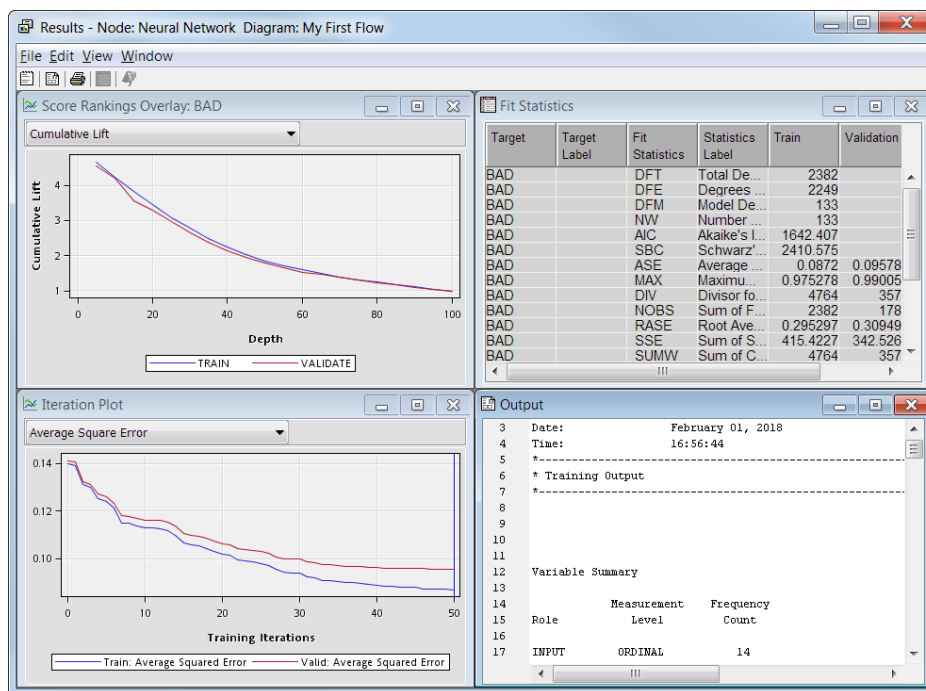 Results - Node: Neural Network Diagram: My First Flow
File Edit View Window
Score Rankings Overlay: BAD
Cumulative Lift
Cumulative Lift
4
3
2
1
0 20 40 60 80 100
Depth
TRAIN VALIDATE
Fit Statistics
Target Target Label Fit Statistics Statistics Label Train Validation
BAD DFT Total De... 2382
BAD DFE Degrees ... 2249
BAD DFM Model De... 133
BAD NW Number ... 133
BAD AIC Akaike's I... 1642.407
BAD SBC Schwarz'... 2410.575
BAD ASE Average ... 0.0872 0.09578
BAD MAX Maximu... 0.975278 0.99005
BAD DIV Divisor fo... 4764 357
BAD NOBS Sum of F... 2382 178
BAD RASE Root Ave... 0.295297 0.30949
BAD SSE Sum of S... 415.4227 342.526
BAD SUMW Sum of C... 4764 357
Iteration Plot
Average Square Error
0.14
0.12
0.10
0 10 20 30 40 50
Training Iterations
Train: Average Squared Error Valid: Average Squared Error
Output
3 Date: February 01, 2018
4 Time: 16:56:44
5 *------------------------------------------------------------
6 * Training Output
7 *------------------------------------------------------------
8
9
10
11
12 Variable Summary
13
14 Measurement Frequency
15 Role Level Count
16
17 INPUT ORDINAL 14